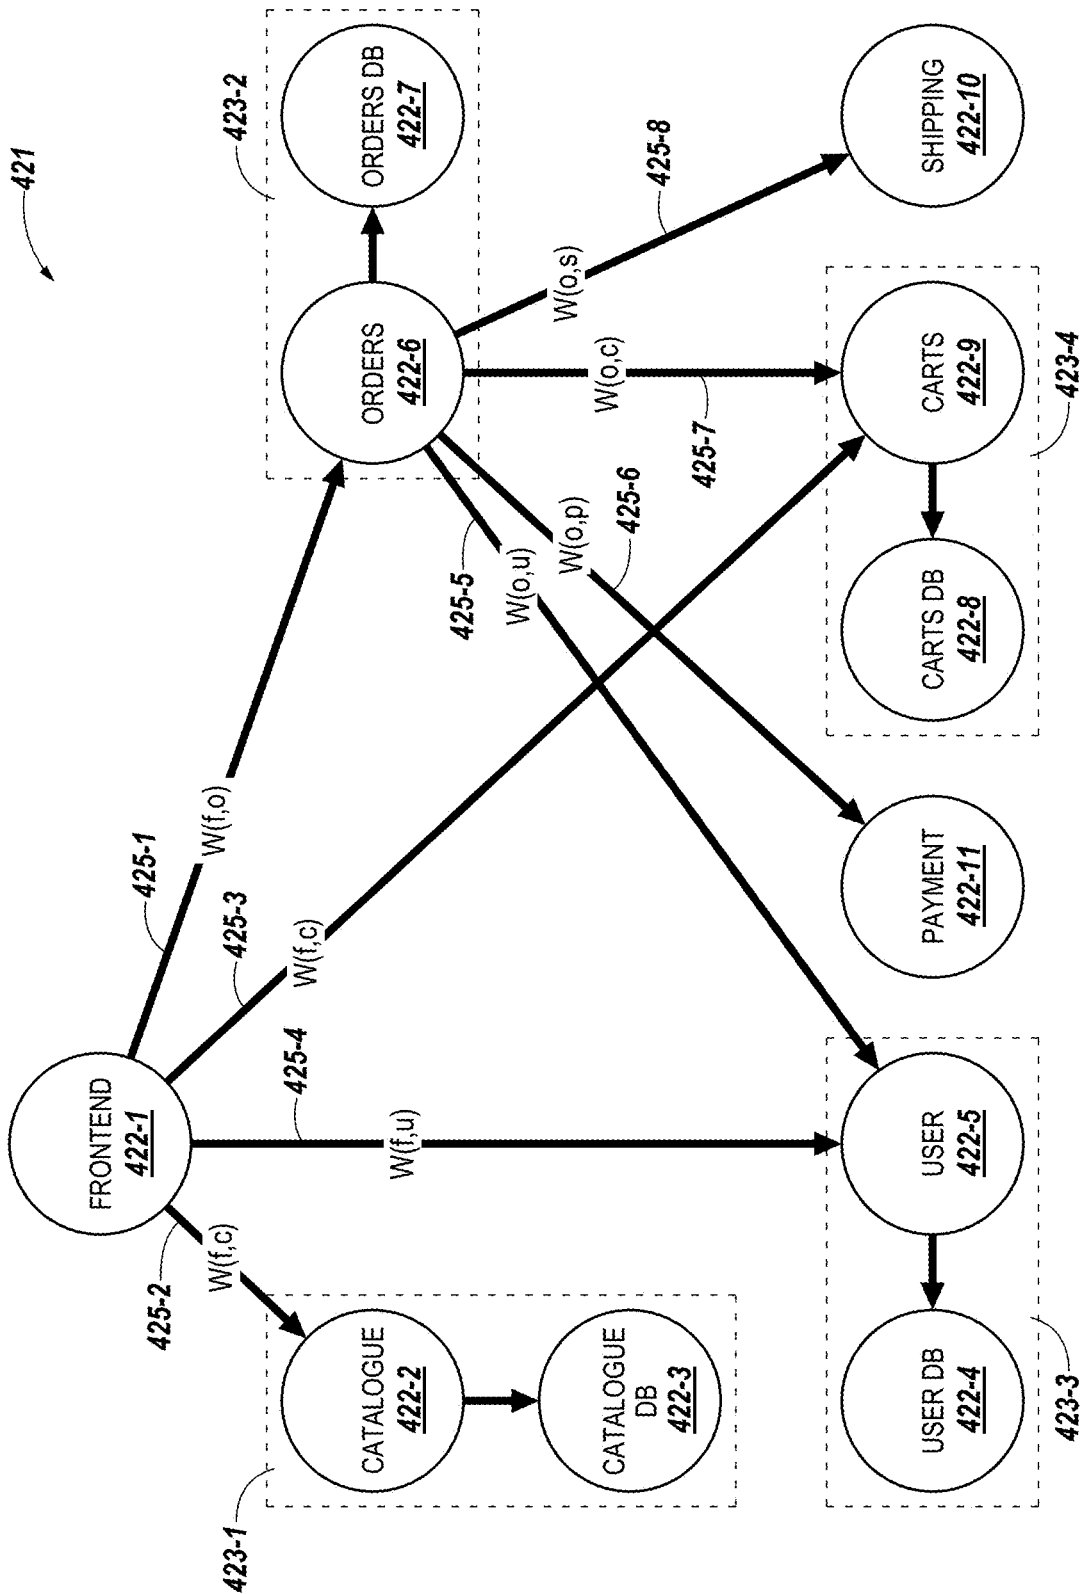 421
FRONTEND
422-1
425-1
W(f,o)
425-2
W(f,c)
425-3
W(f,c)
425-4
W(f,u)
423-1
CATALOGUE
422-2
CATALOGUE
DB
422-3
423-2
ORDERS
422-6
ORDERS DB
422-7
425-5
W(o,u)
425-6
W(o,p)
425-7
W(o,c)
425-8
W(o,s)
USER DB
422-4
USER
422-5
423-3
PAYMENT
422-11
CARTS DB
422-8
CARTS
422-9
423-4
SHIPPING
422-10